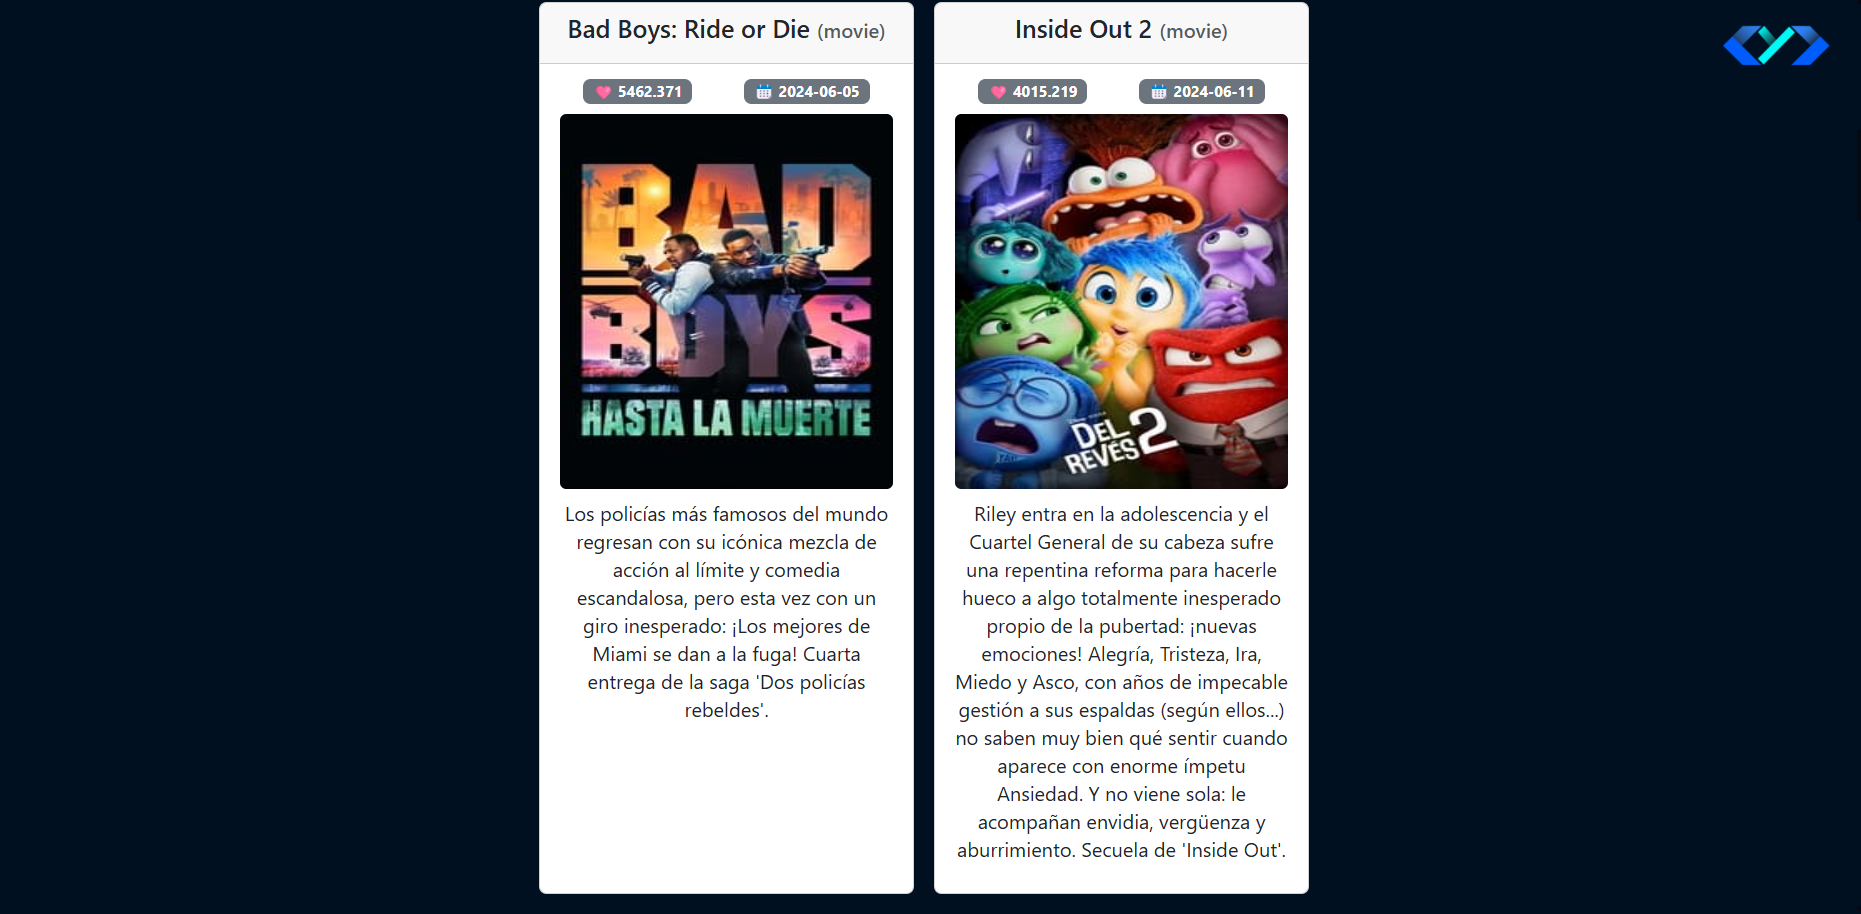 Bad Boys: Ride or Die (movie)
5462.371
2024-06-05
BAD
BOYS
HASTA LA MUERTE
Los policías más famosos del mundo
regresan con su icónica mezcla de
acción al límite y comedia
escandalosa, pero esta vez con un
giro inesperado: ¡Los mejores de
Miami se dan a la fuga! Cuarta
entrega de la saga 'Dos policías
rebeldes'.
Inside Out 2 (movie)
4015.219
2024-06-11
DEL
REVÉS 2
Riley entra en la adolescencia y el
Cuartel General de su cabeza sufre
una repentina reforma para hacerle
hueco a algo totalmente inesperado
propio de la pubertad: ¡nuevas
emociones! Alegría, Tristeza, Ira,
Miedo y Asco, con años de impecable
gestión a sus espaldas (según ellos...)
no saben muy bien qué sentir cuando
aparece con enorme ímpetu
Ansiedad. Y no viene sola: le
acompañan envidia, vergüenza y
aburrimiento. Secuela de 'Inside Out'.